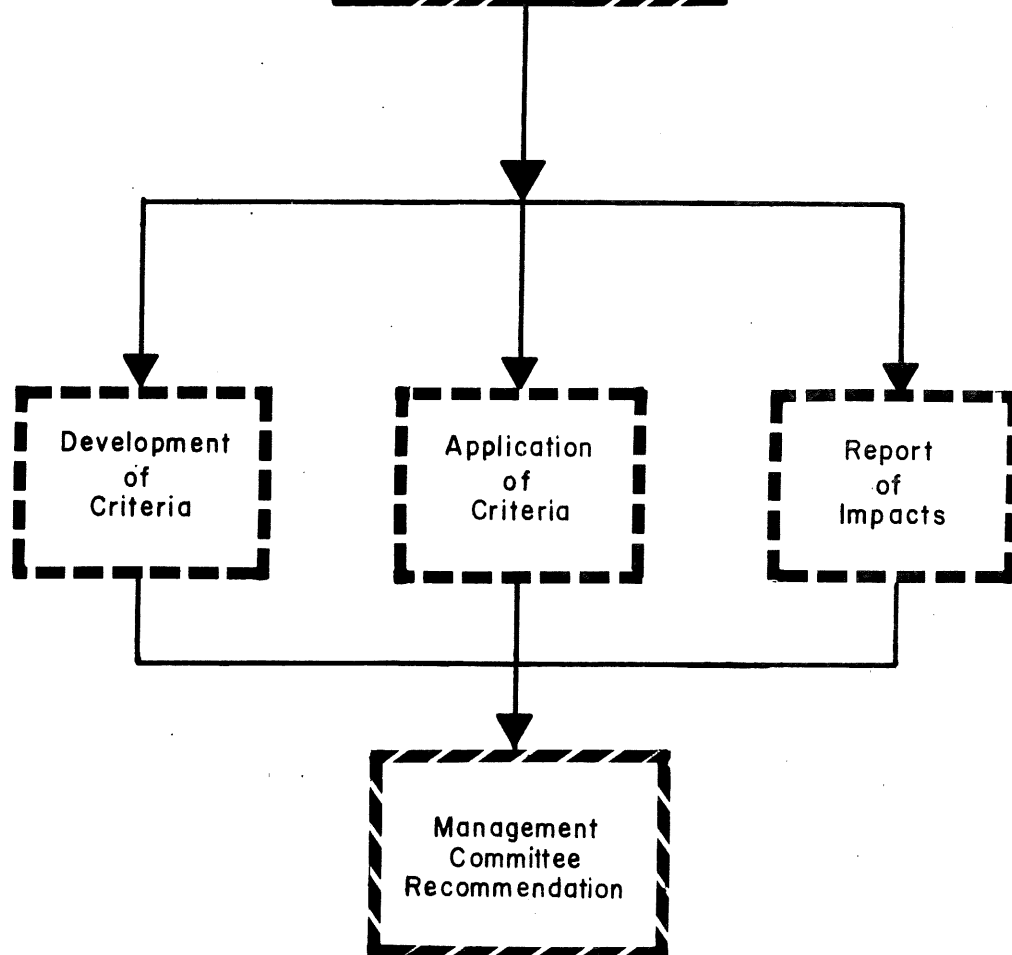 Development
of
Criteria
Application
of
Criteria
Report
of
Impacts
Management
Committee
Recommendation